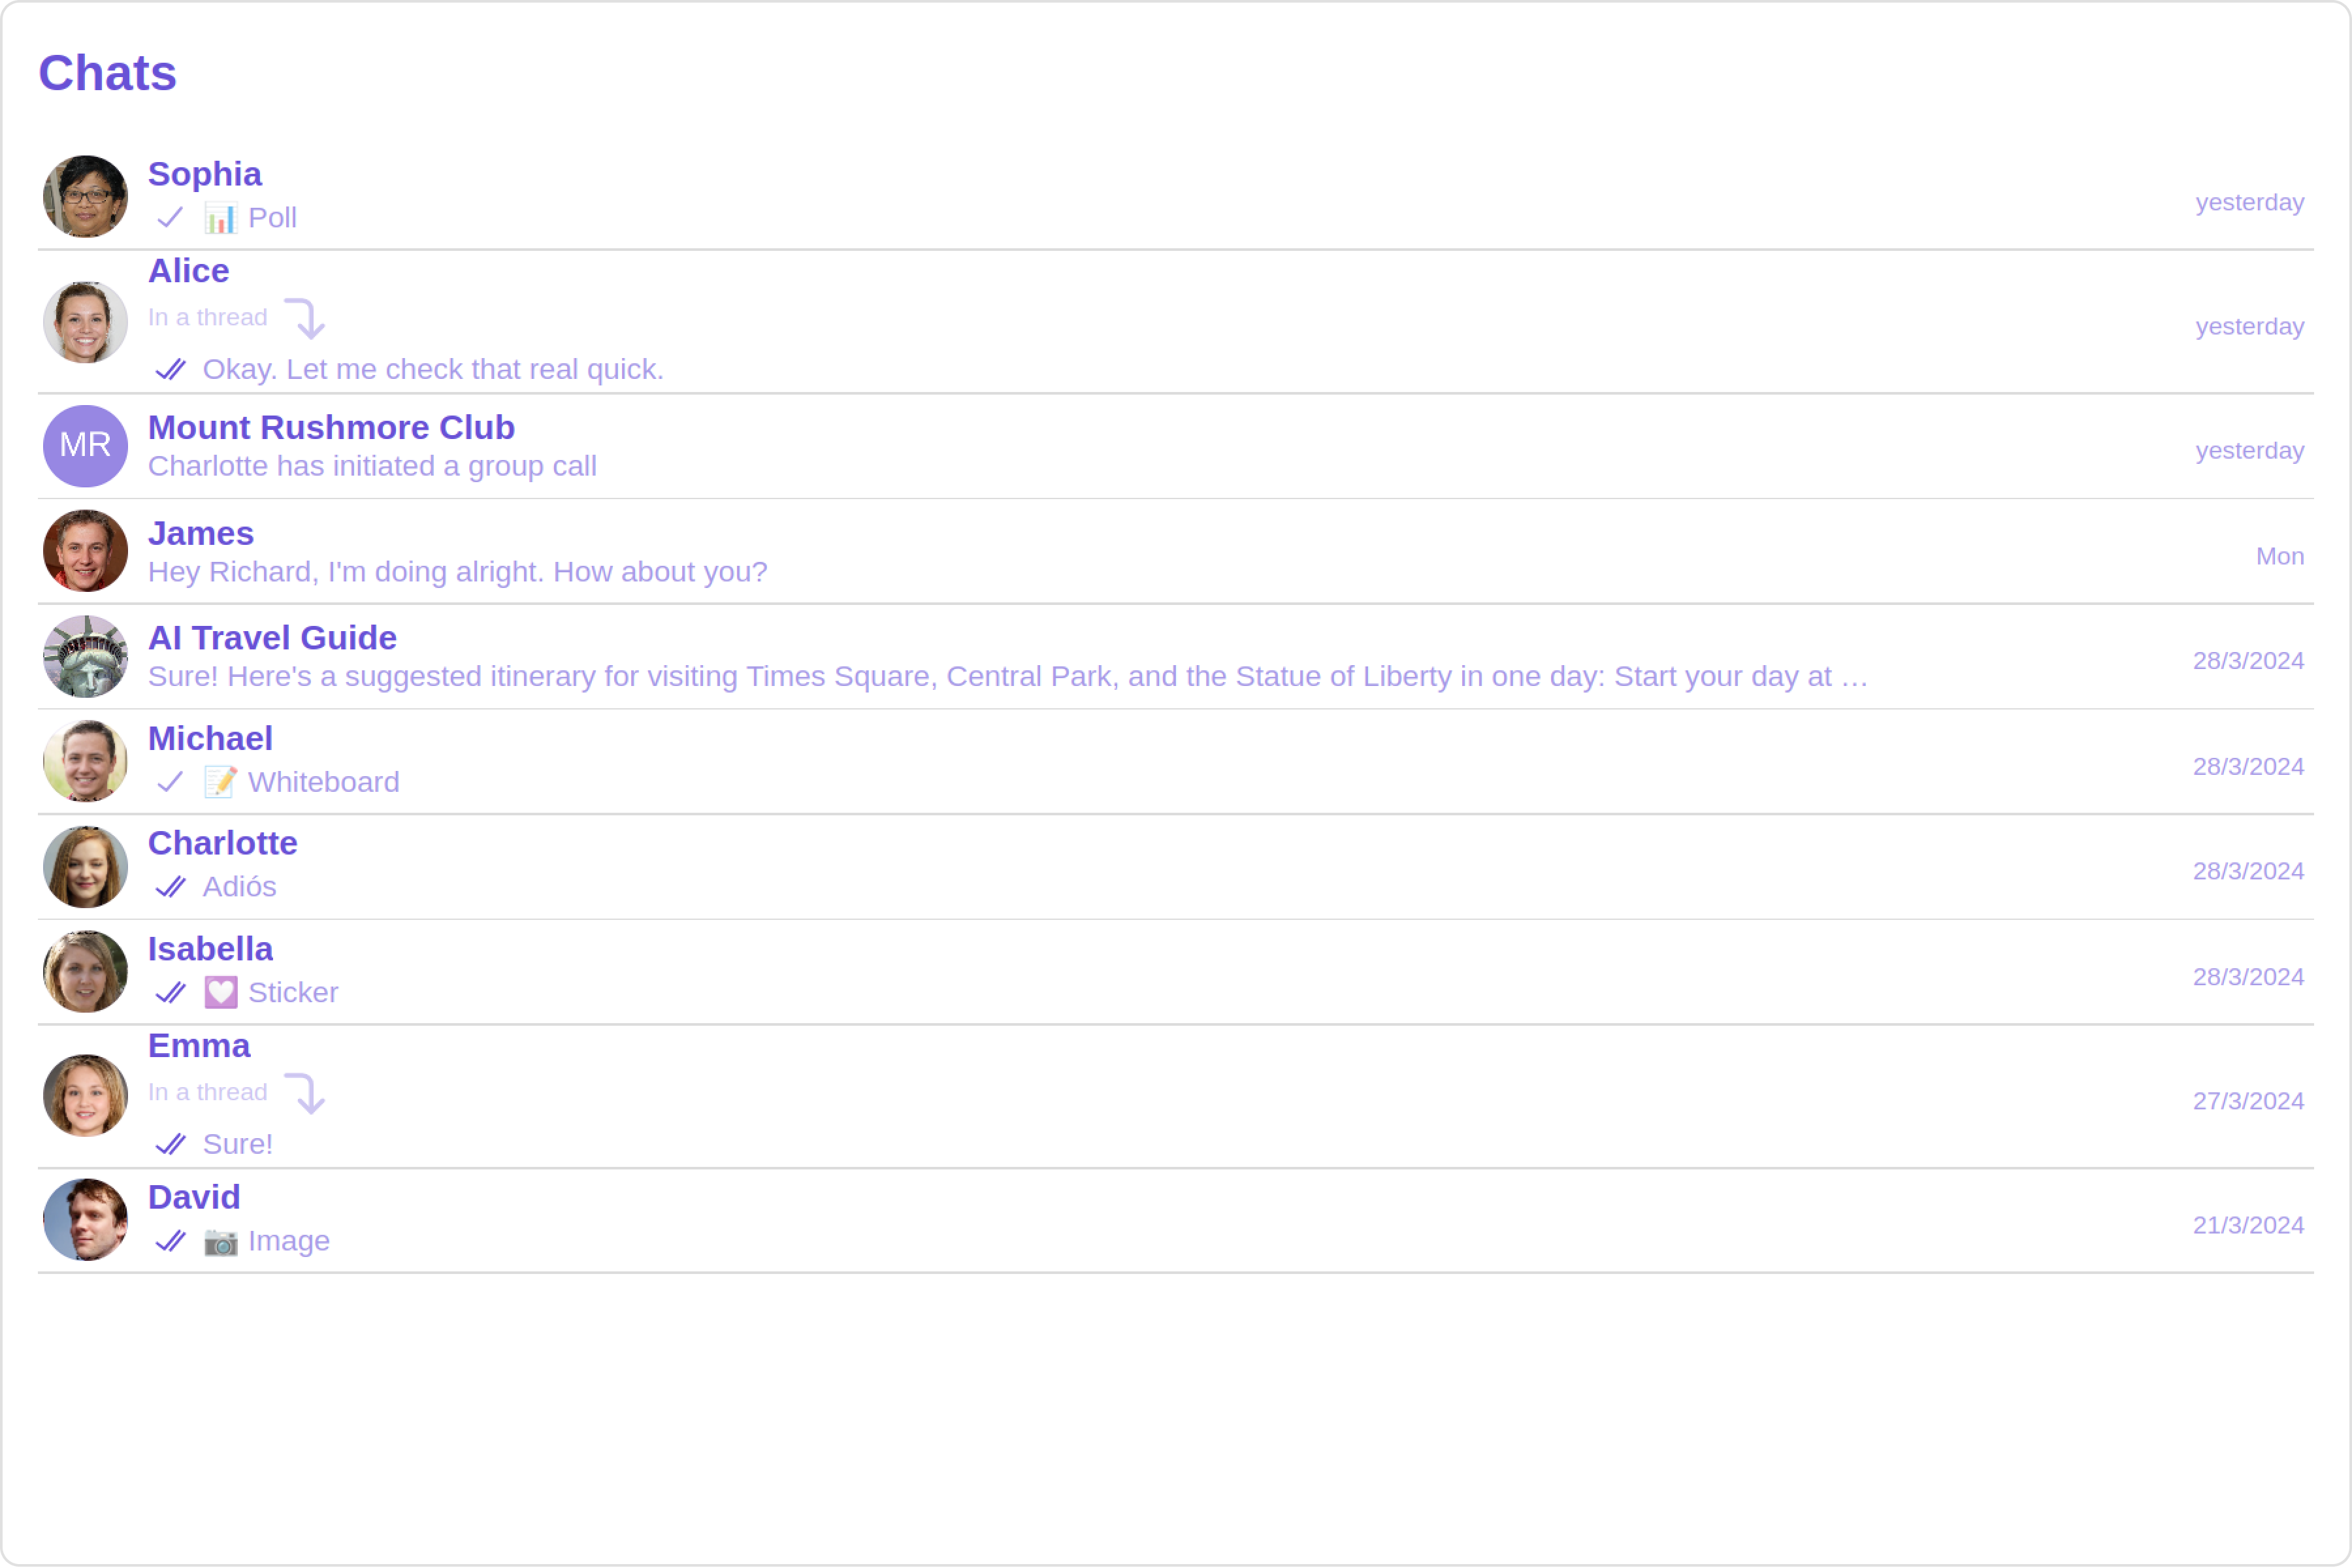 Chats
Sophia
📊 Poll
yesterday
Alice
In a thread
Okay. Let me check that real quick.
yesterday
MR
Mount Rushmore Club
Charlotte has initiated a group call
yesterday
James
Hey Richard, I'm doing alright. How about you?
Mon
AI Travel Guide
Sure! Here's a suggested itinerary for visiting Times Square, Central Park, and the Statue of Liberty in one day: Start your day at …
28/3/2024
Michael
📝 Whiteboard
28/3/2024
Charlotte
Adiós
28/3/2024
Isabella
💟 Sticker
28/3/2024
Emma
In a thread
Sure!
27/3/2024
David
📷 Image
21/3/2024